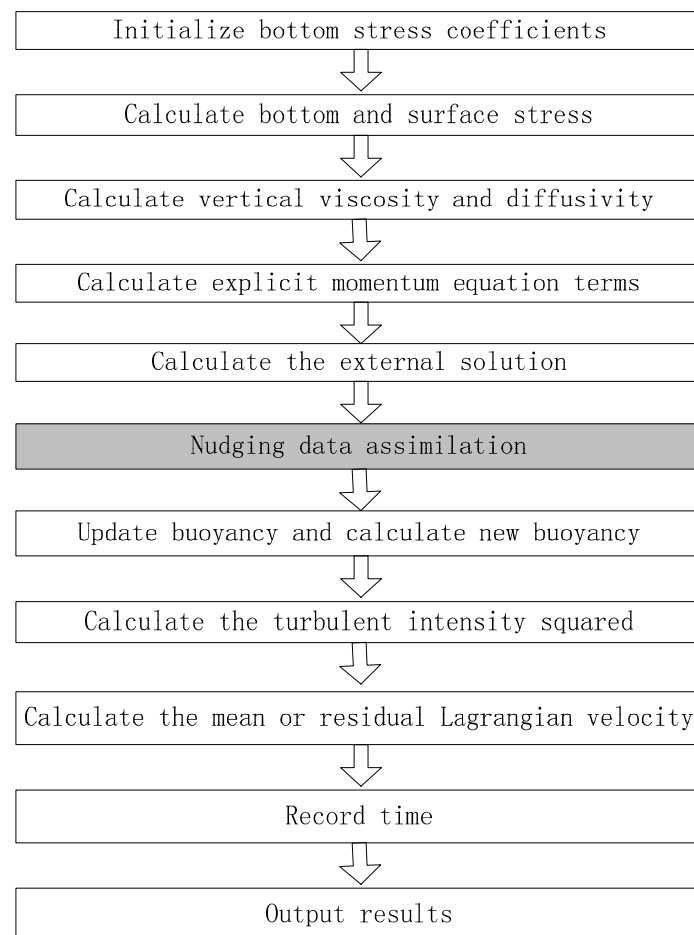 Initialize bottom stress coefficients
Calculate bottom and surface stress
Calculate vertical viscosity and diffusivity
Calculate explicit momentum equation terms
Calculate the external solution
Nudging data assimilation
Update buoyancy and calculate new buoyancy
Calculate the turbulent intensity squared
Calculate the mean or residual Lagrangian velocity
Record time
Output results